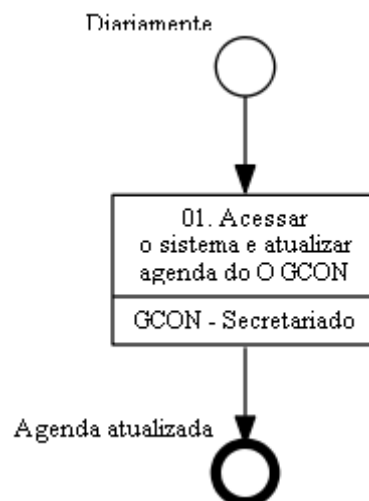 Diariamente
01. Acessar
o sistema e atualizar
agenda do O GCON
GCON - Secretariado
Agenda atualizada